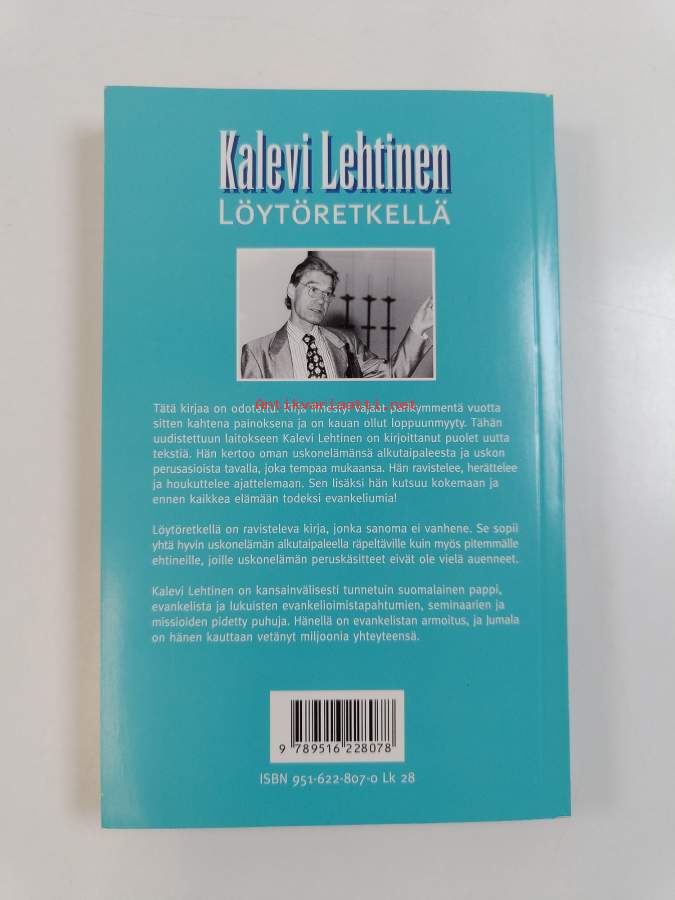 Kalevi Lehtinen
LÖYTÖRETKELLÄ
Antikvariaatti.net
Tätä kirjaa on odotettu! Kirja ilmestyi vajaat parikymmentä vuotta
sitten kahtena painoksena ja on kauan ollut loppuunmyyty. Tähän
uudistettuun laitokseen Kalevi Lehtinen on kirjoittanut puolet uutta
tekstiä. Hän kertoo oman uskonelämänsä alkutaipaleesta ja uskon
perusasioista tavalla, joka tempaa mukaansa. Hän ravistelee, herättelee
ja houkuttelee ajattelemaan. Sen lisäksi hän kutsuu kokemaan ja
ennen kaikkea elämään todeksi evankeliumia!
Löytöretkellä on ravisteleva kirja, jonka sanoma ei vanhene. Se sopii
yhtä hyvin uskonelämän alkutaipaleella räpeltäville kuin myös pitemmälle
ehtineille, joille uskonelämän peruskäsitteet eivät ole vielä auenneet.
Kalevi Lehtinen on kansainvälisesti tunnetuin suomalainen pappi,
evankelista ja lukuisten evankelioimistapahtumien, seminaarien ja
missioiden pidetty puhuja. Hänellä on evankelistan armoitus, ja Jumala
on hänen kauttaan vetänyt miljoonia yhteyteensä.
9 789516 228078
ISBN 951-622-807-0 Lk 28